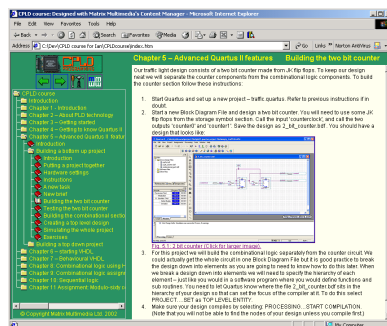 CPLD course: Designed with Matrix Multimedia's Content Manager - Microsoft Internet Explorer
File Edit View Favorites Tools Help
Back Search Favorites Media
Address C:\Dev\CPLD course for Ian\CPLDcourse\index.htm Go Links Norton AntiVirus
Chapter 5 – Advanced Quartus II features Building the two bit counter
CPLD course
Introduction
Chapter 1 - Introduction
Chapter 2 – About PLD technology
Chapter 3 – Getting started
Chapter 4 – Getting to know Quartus II
Chapter 5 – Advanced Quartus II featur
Introduction
Building a bottom up project
Introduction
Putting a project together
Hardware settings
Instructions
A new task
New brief
Building the two bit counter
Testing the two bit counter
Building the combinational sectio
Creating a top level design
Simulating the whole project
Exercises
Building a top down project
Chapter 6 – starting VHDL
Chapter 7 – Behavioural VHDL
Chapter 8: Combinational logic using
Chapter 9: Combinational logic assignm
Chapter 10: Sequential logic
Chapter 11 Assignment: Modulo-sixty u
© Copyright Matrix Multimedia Ltd. 2002
Our traffic light design consists of a two bit counter made from JK flip flops. To keep our design
neat we will separate the counter components from the combinational logic components. To build
the counter section follow these instructions:
1. Start Quartus and set up a new project – traffic.quartus. Refer to previous instructions if in
doubt.
2. Start a new Block Diagram File and design a two bit counter. You will need to use some JK
flip flops from the storage symbol section. Call the input 'counterclock', and call the two
outputs 'counter0' and 'counter1'. Save the design as 2_bit_counter.bdf. You should have a
design that looks like:
Fig. 5.1, 2 bit counter (Click for larger image).
3. For this project we will build the combinational logic separately from the counter circuit. We
could actually get the whole circuit in one Block Diagram File but it is good practice to break
the design down into elements as you are going to need to know how to do this later. When
we break a design down into elements we will need to specify the hierarchy of each
element – just like you would in a software program where you would define functions and
sub routines. You need to let Quartus know where the file 2_bit_counter.bdf sits in the
hierarchy of your design so that can set the focus of the compiler at it. To do this select
PROJECT....SET as TOP LEVEL ENTITY.
4. Make sure your design compiles by selecting: PROCESSING....START COMPILATION
(Note that you will not be able to find the nodes of your design unless you compile first.)
My Computer